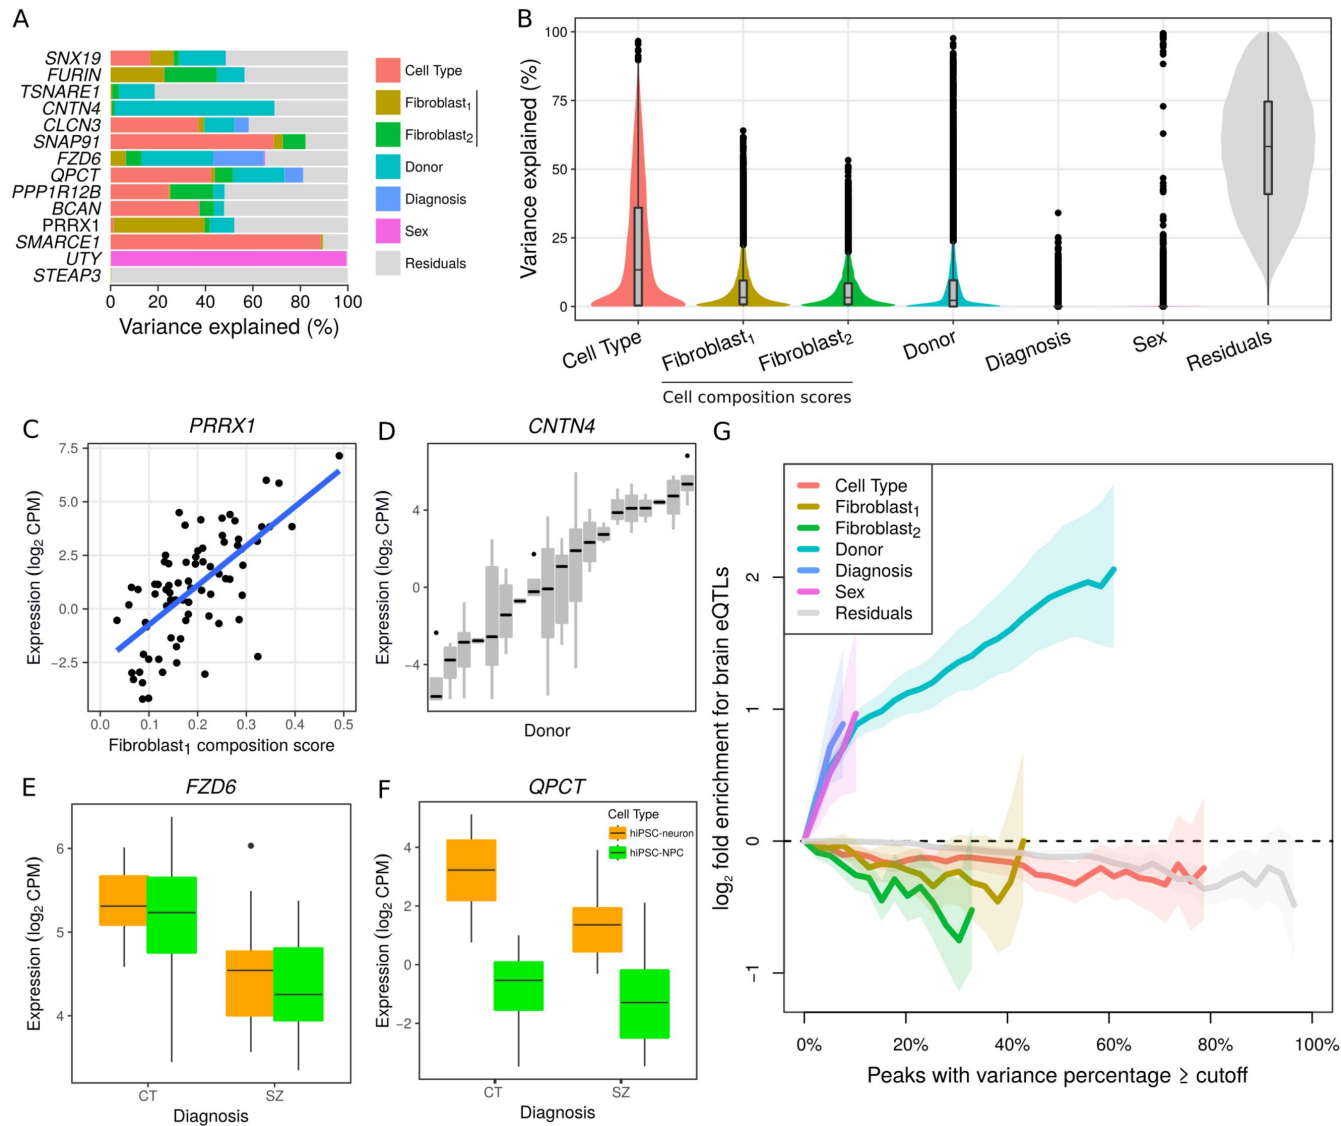 A
SNX19
FURIN
TSNARE1
CNTN4
CLCN3
SNAP91
FZD6
QPCT
PPP1R12B
BCAN
PRRX1
SMARCE1
UTY
STEAP3
0 20 40 60 80 100
Variance explained (%)
Cell Type
Fibroblast₁
Fibroblast₂
Donor
Diagnosis
Sex
Residuals
B
Variance explained (%)
100
75
50
25
0
Cell Type Fibroblast₁ Fibroblast₂ Donor Diagnosis Sex Residuals
Cell composition scores
C
PRRX1
Expression (log₂ CPM)
7.5
5.0
2.5
0.0
−2.5
0.0 0.1 0.2 0.3 0.4 0.5
Fibroblast₁ composition score
D
CNTN4
Expression (log₂ CPM)
4
0
−4
Donor
E
FZD6
Expression (log₂ CPM)
6
5
4
CT SZ
Diagnosis
F
QPCT
Expression (log₂ CPM)
4
2
0
−2
Cell Type
hiPSC-neuron
hiPSC-NPC
CT SZ
Diagnosis
G
Cell Type
Fibroblast₁
Fibroblast₂
Donor
Diagnosis
Sex
Residuals
log₂ fold enrichment for brain eQTLs
2
1
0
−1
0% 20% 40% 60% 80% 100%
Peaks with variance percentage ≥ cutoff